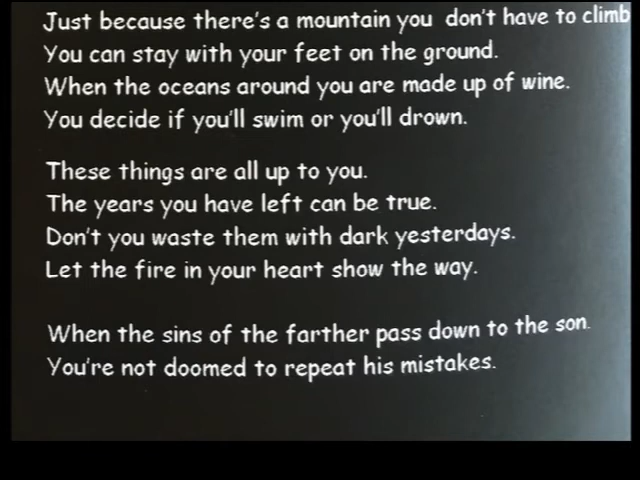 Just because there's a mountain you don't have to climb
You can stay with your feet on the ground.
When the oceans around you are made up of wine.
You decide if you'll swim or you'll drown.
These things are all up to you.
The years you have left can be true.
Don't you waste them with dark yesterdays.
Let the fire in your heart show the way.
When the sins of the farther pass down to the son.
You're not doomed to repeat his mistakes.